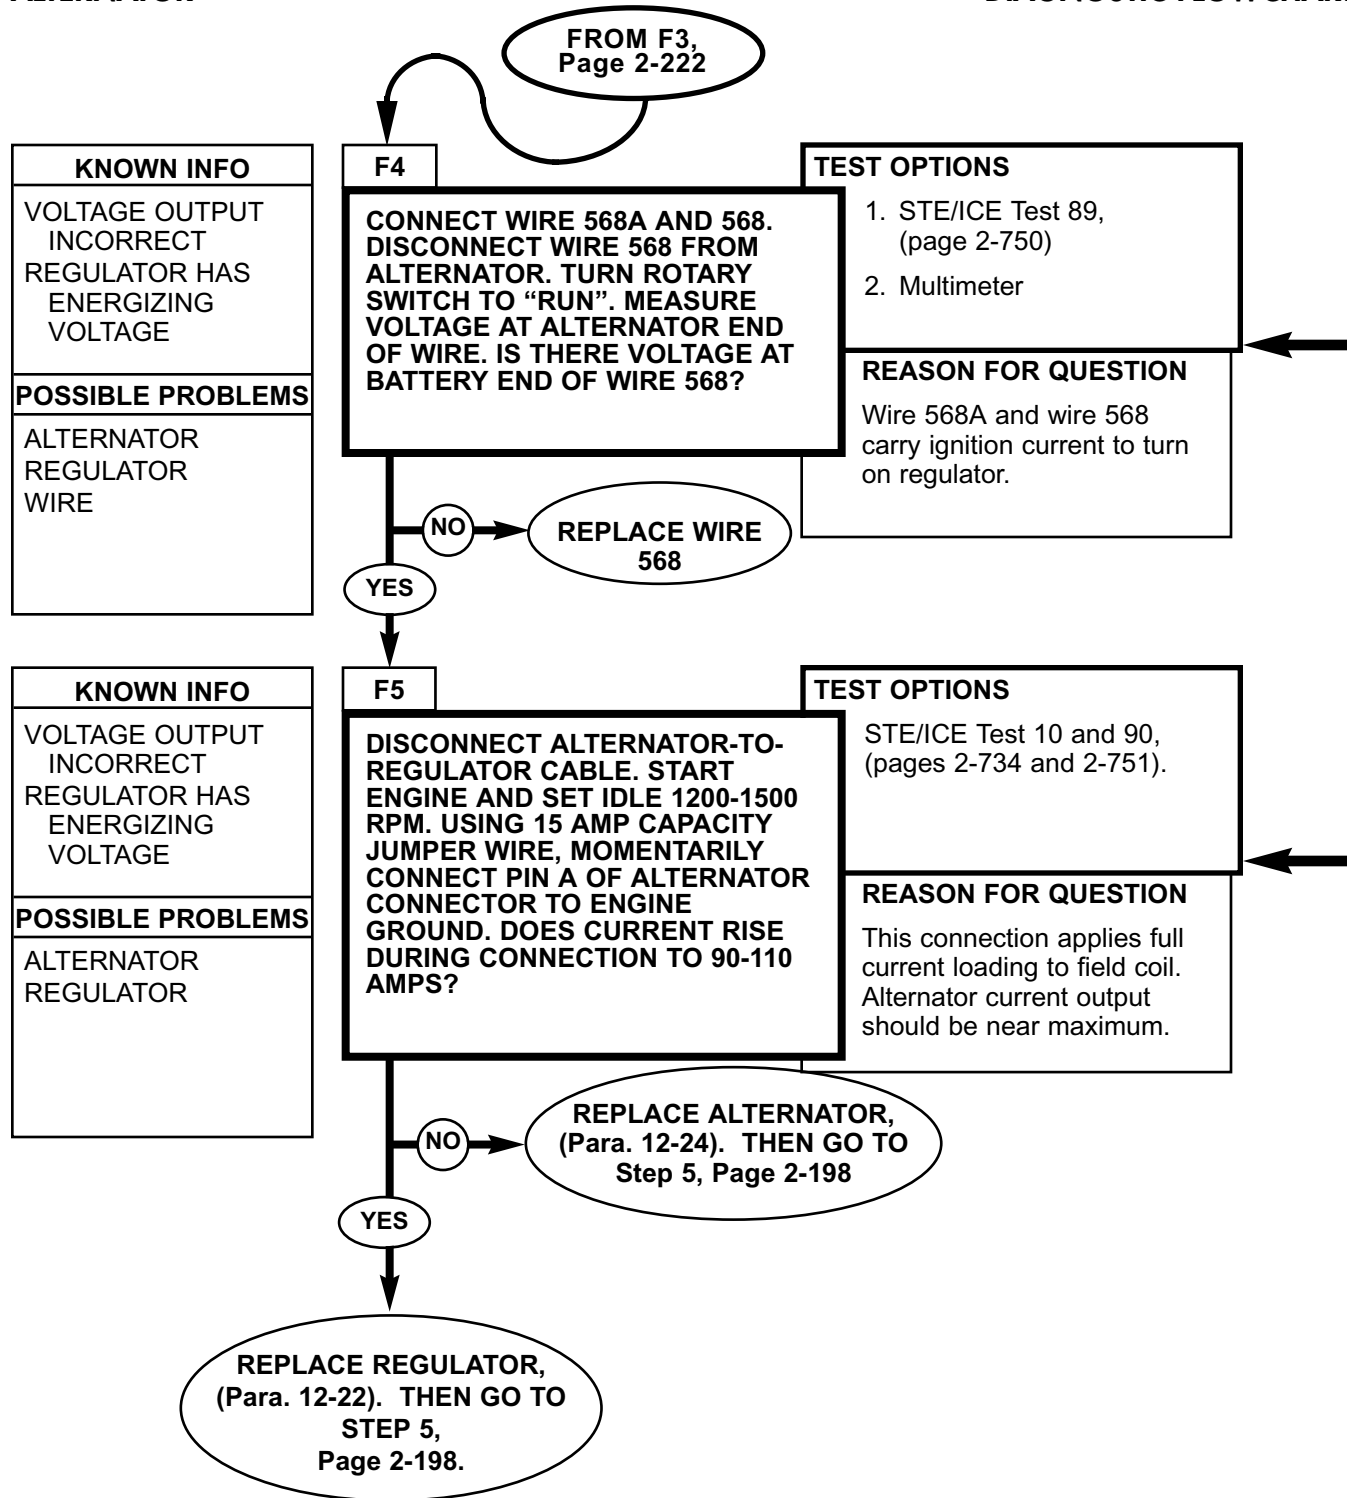 FROM F3,
Page 2-222
KNOWN INFO
VOLTAGE OUTPUT
INCORRECT
REGULATOR HAS
ENERGIZING
VOLTAGE
POSSIBLE PROBLEMS
ALTERNATOR
REGULATOR
WIRE
F4
CONNECT WIRE 568A AND 568.
DISCONNECT WIRE 568 FROM
ALTERNATOR. TURN ROTARY
SWITCH TO “RUN”. MEASURE
VOLTAGE AT ALTERNATOR END
OF WIRE. IS THERE VOLTAGE AT
BATTERY END OF WIRE 568?
TEST OPTIONS
1. STE/ICE Test 89,
(page 2-750)
2. Multimeter
REASON FOR QUESTION
Wire 568A and wire 568
carry ignition current to turn
on regulator.
NO
REPLACE WIRE
568
YES
KNOWN INFO
VOLTAGE OUTPUT
INCORRECT
REGULATOR HAS
ENERGIZING
VOLTAGE
POSSIBLE PROBLEMS
ALTERNATOR
REGULATOR
F5
DISCONNECT ALTERNATOR-TO-
REGULATOR CABLE. START
ENGINE AND SET IDLE 1200-1500
RPM. USING 15 AMP CAPACITY
JUMPER WIRE, MOMENTARILY
CONNECT PIN A OF ALTERNATOR
CONNECTOR TO ENGINE
GROUND. DOES CURRENT RISE
DURING CONNECTION TO 90-110
AMPS?
TEST OPTIONS
STE/ICE Test 10 and 90,
(pages 2-734 and 2-751).
REASON FOR QUESTION
This connection applies full
current loading to field coil.
Alternator current output
should be near maximum.
NO
REPLACE ALTERNATOR,
(Para. 12-24). THEN GO TO
Step 5, Page 2-198
YES
REPLACE REGULATOR,
(Para. 12-22). THEN GO TO
STEP 5,
Page 2-198.